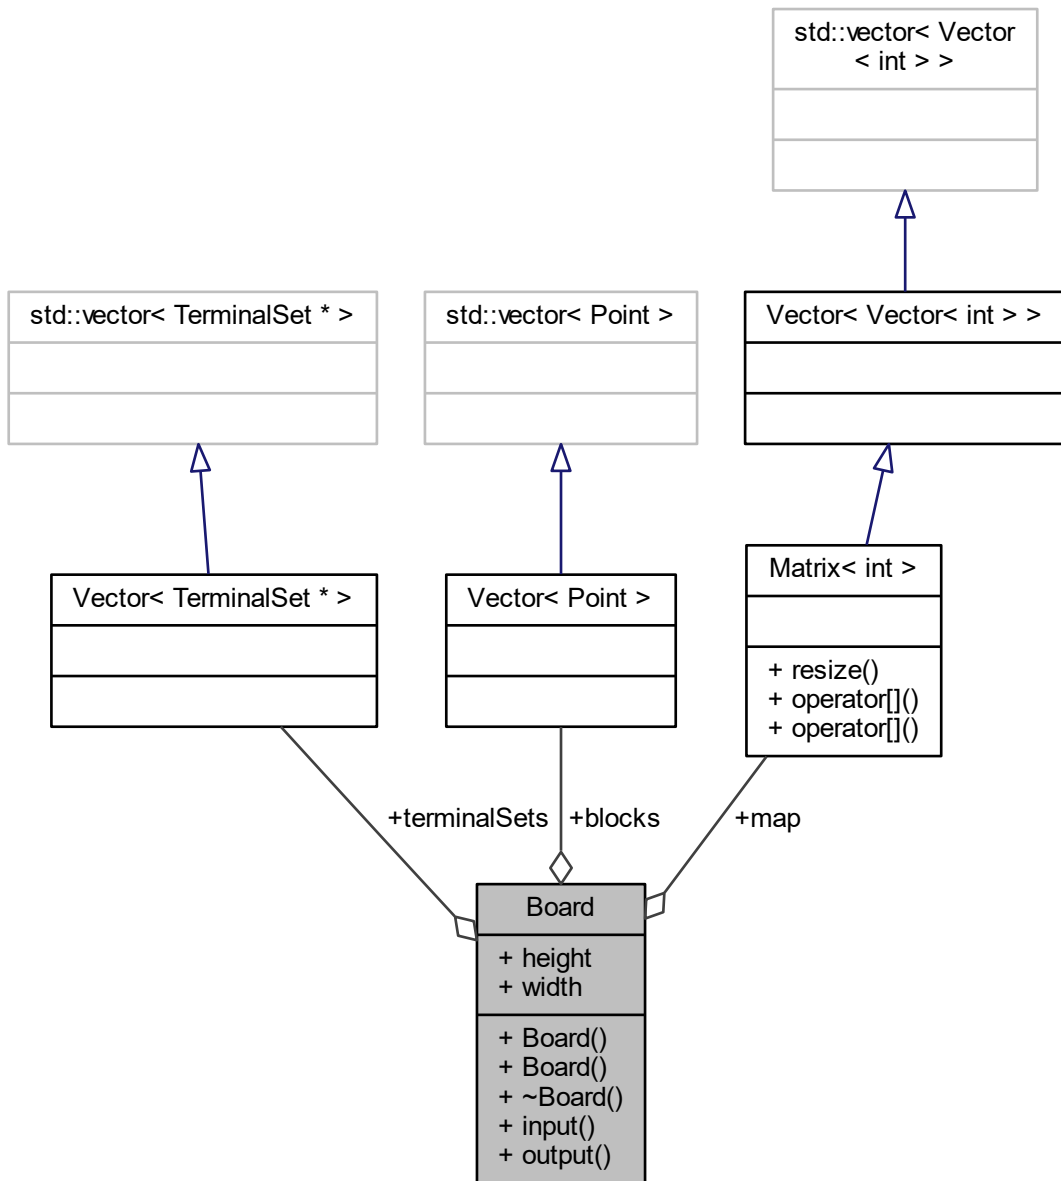 std::vector< Vector
< int > >
std::vector< TerminalSet * >
std::vector< Point >
Vector< Vector< int > >
Vector< TerminalSet * >
Vector< Point >
Matrix< int >
+ resize()
+ operator[]()
+ operator[]()
+terminalSets
+blocks
+map
Board
+ height
+ width
+ Board()
+ Board()
+ ~Board()
+ input()
+ output()